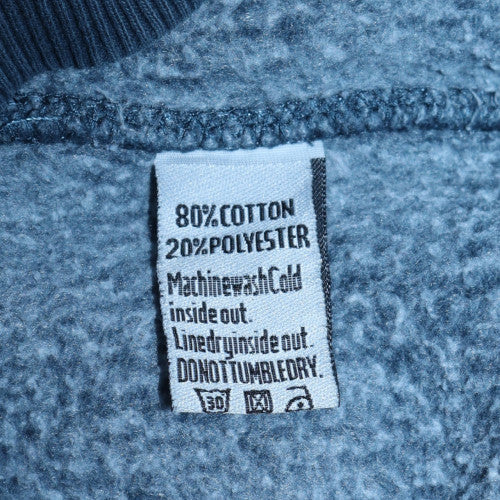 80%COTTON
20%POLYESTER
MachinewashCold
inside out.
Linedryinside out.
DONOTTUMBLEDRY.
30